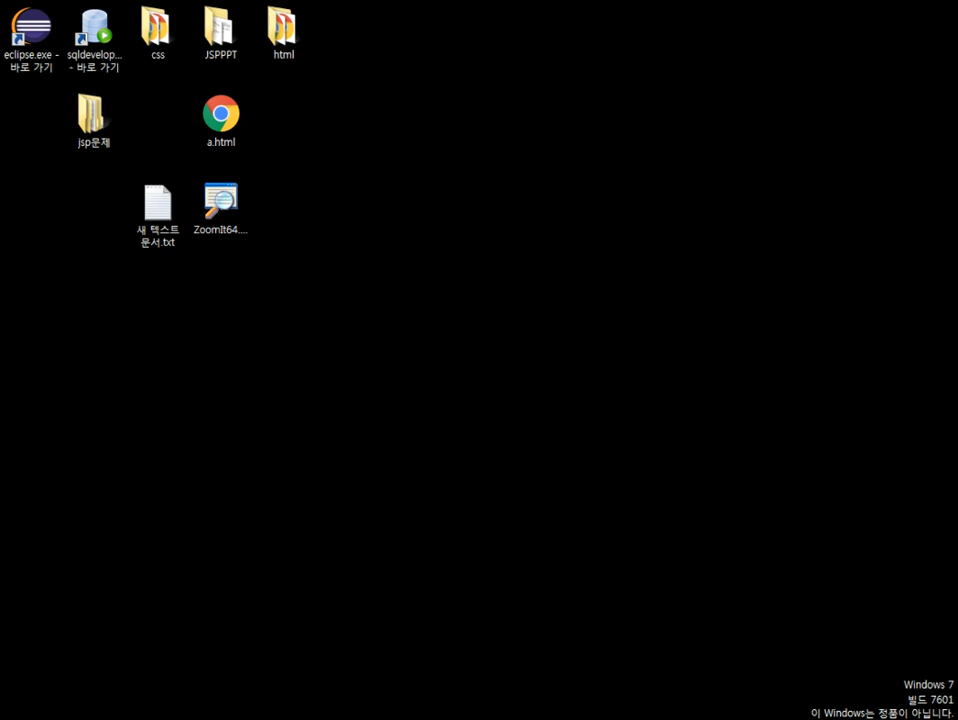 eclipse.exe -
바로 가기
sqldevelop...
- 바로 가기
css
JSPPPT
html
jsp문제
a.html
새 텍스트
문서.txt
ZoomIt64....
Windows 7
빌드 7601
이 Windows는 정품이 아닙니다.